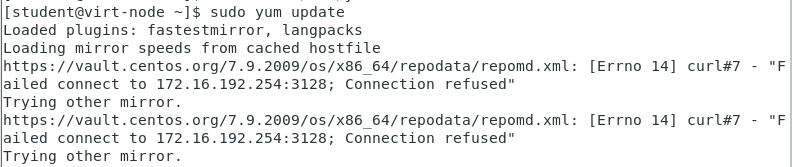 [student@virt-node ~]$ sudo yum update
Loaded plugins: fastestmirror, langpacks
Loading mirror speeds from cached hostfile
https://vault.centos.org/7.9.2009/os/x86_64/repodata/repomd.xml: [Errno 14] curl#7 - "F
ailed connect to 172.16.192.254:3128; Connection refused"
Trying other mirror.
https://vault.centos.org/7.9.2009/os/x86_64/repodata/repomd.xml: [Errno 14] curl#7 - "F
ailed connect to 172.16.192.254:3128; Connection refused"
Trying other mirror.